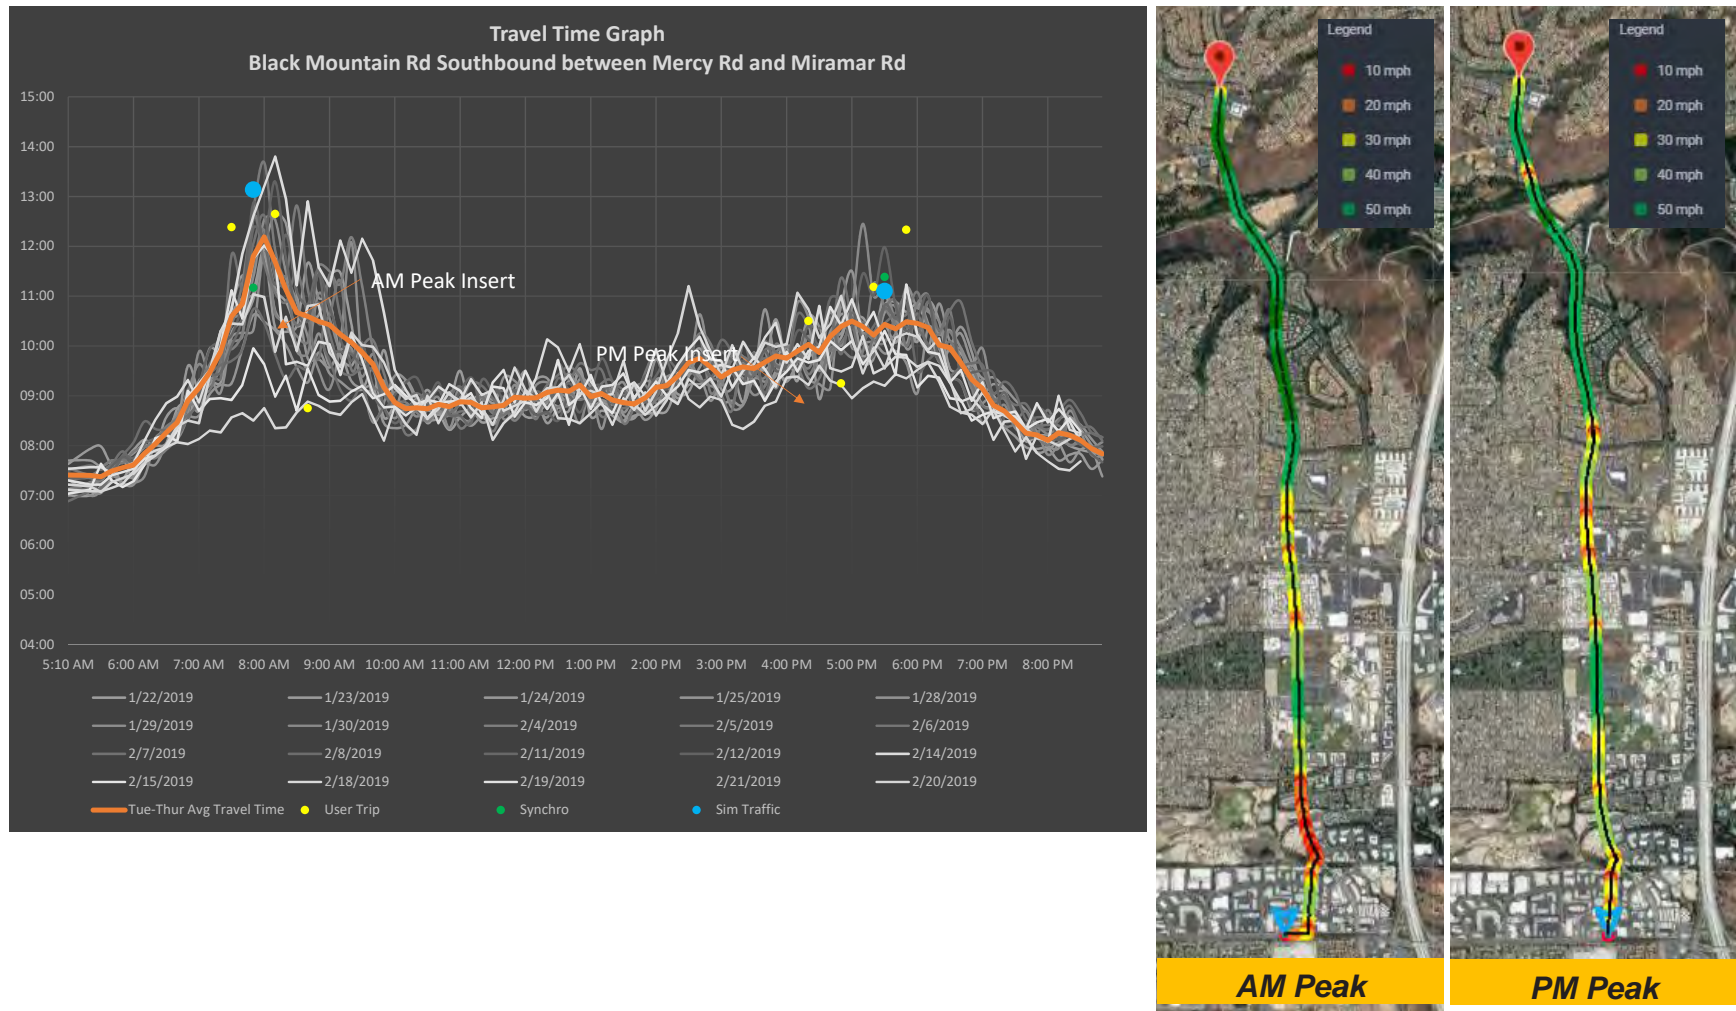 Travel Time Graph
Black Mountain Rd Southbound between Mercy Rd and Miramar Rd
15:00
14:00
13:00
12:00
11:00
10:00
09:00
08:00
07:00
06:00
05:00
04:00
AM Peak Insert
PM Peak Insert
5:10 AM 6:00 AM 7:00 AM 8:00 AM 9:00 AM 10:00 AM 11:00 AM 12:00 PM 1:00 PM 2:00 PM 3:00 PM 4:00 PM 5:00 PM 6:00 PM 7:00 PM 8:00 PM
1/22/2019 1/23/2019 1/24/2019 1/25/2019 1/28/2019
1/29/2019 1/30/2019 2/4/2019 2/5/2019 2/6/2019
2/7/2019 2/8/2019 2/11/2019 2/12/2019 2/14/2019
2/15/2019 2/18/2019 2/19/2019 2/21/2019 2/20/2019
Tue-Thur Avg Travel Time User Trip Synchro Sim Traffic
Legend
10 mph
20 mph
30 mph
40 mph
50 mph
AM Peak
Legend
10 mph
20 mph
30 mph
40 mph
50 mph
PM Peak